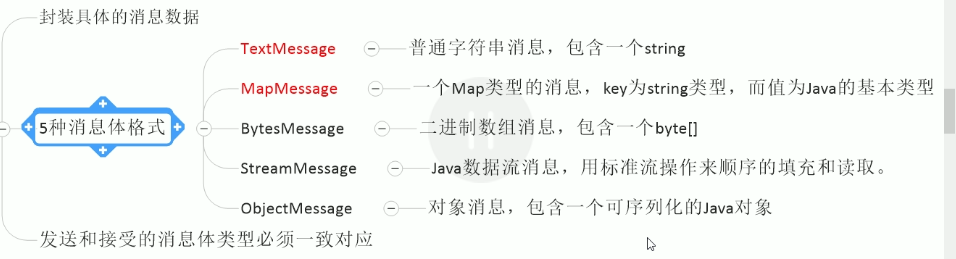 封装具体的消息数据
TextMessage 普通字符串消息，包含一个string
MapMessage 一个Map类型的消息，key为string类型，而值为Java的基本类型
5种消息体格式
BytesMessage 二进制数组消息，包含一个byte[]
StreamMessage Java数据流消息，用标准流操作来顺序的填充和读取。
ObjectMessage 对象消息，包含一个可序列化的Java对象
发送和接受的消息体类型必须一致对应